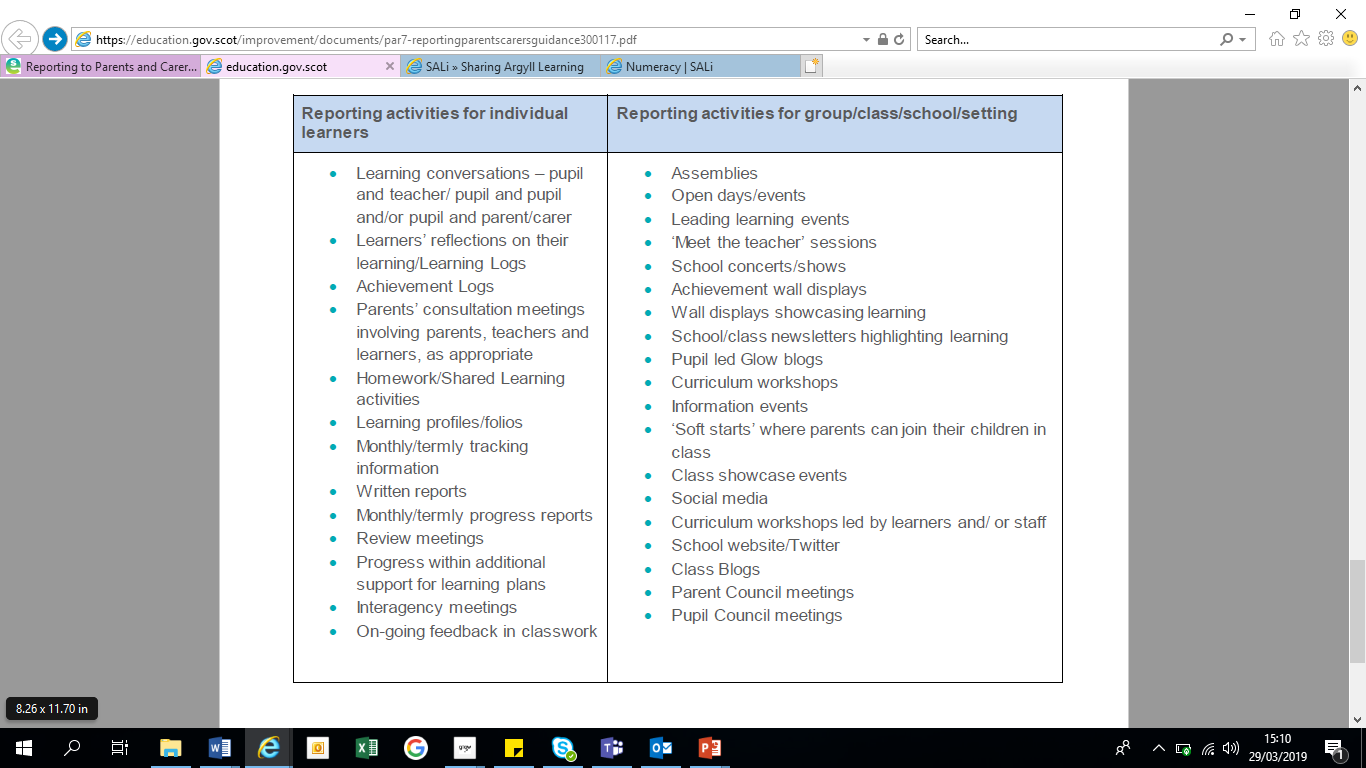 https://education.gov.scot/improvement/documents/par7-reportingparentscarersguidance300117.pdf
Search...
Reporting to Parents and Carer...
education.gov.scot
SALi » Sharing Argyll Learning
Numeracy | SALi
Reporting activities for individual
learners
Learning conversations – pupil
and teacher/ pupil and pupil
and/or pupil and parent/carer
Learners’ reflections on their
learning/Learning Logs
Achievement Logs
Parents’ consultation meetings
involving parents, teachers and
learners, as appropriate
Homework/Shared Learning
activities
Learning profiles/folios
Monthly/termly tracking
information
Written reports
Monthly/termly progress reports
Review meetings
Progress within additional
support for learning plans
Interagency meetings
On-going feedback in classwork
Reporting activities for group/class/school/setting
Assemblies
Open days/events
Leading learning events
‘Meet the teacher’ sessions
School concerts/shows
Achievement wall displays
Wall displays showcasing learning
School/class newsletters highlighting learning
Pupil led Glow blogs
Curriculum workshops
Information events
‘Soft starts’ where parents can join their children in
class
Class showcase events
Social media
Curriculum workshops led by learners and/ or staff
School website/Twitter
Class Blogs
Parent Council meetings
Pupil Council meetings
8.26 x 11.70 in
15:10
29/03/2019
1